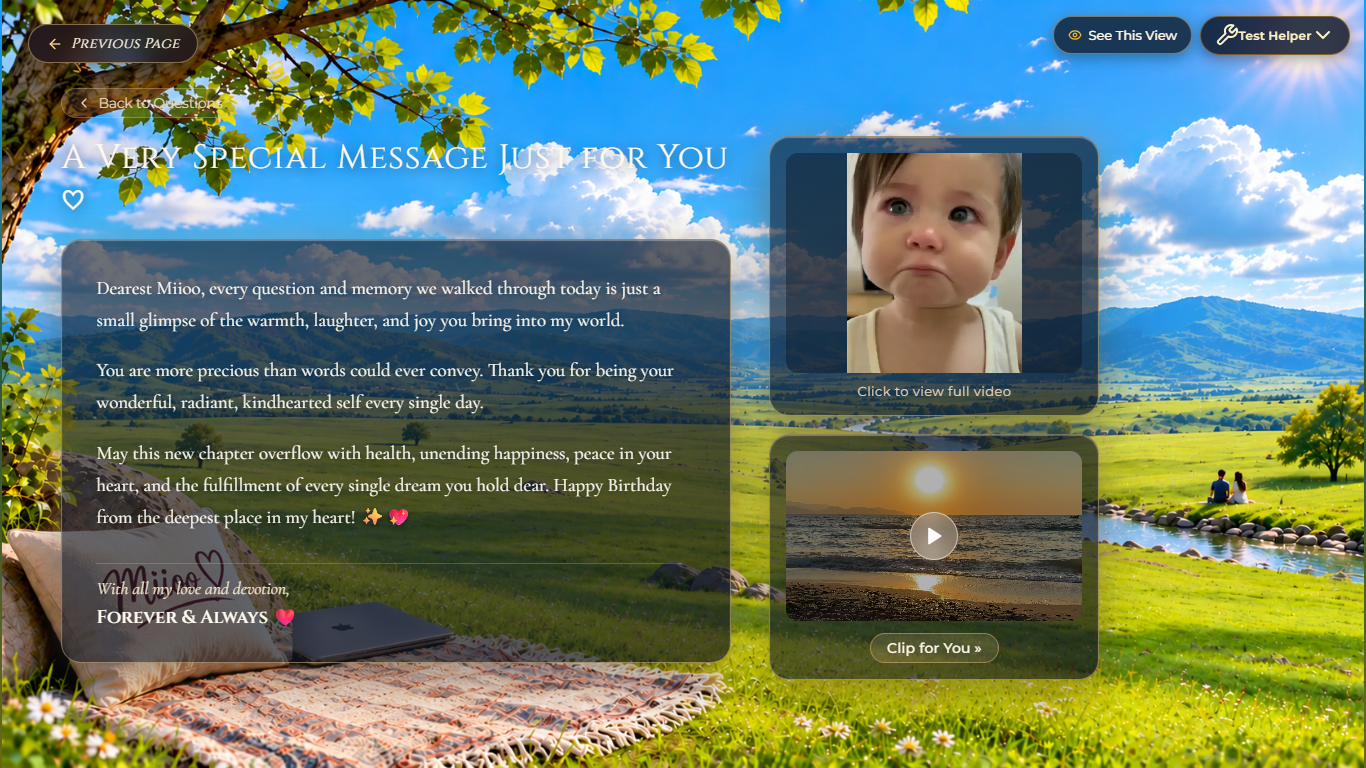 PREVIOUS PAGE
See This View
Test Helper
Back to Questions
A VERY SPECIAL MESSAGE JUST FOR YOU
♡
Dearest Miioo, every question and memory we walked through today is just a
small glimpse of the warmth, laughter, and joy you bring into my world.
You are more precious than words could ever convey. Thank you for being your
wonderful, radiant, kindhearted self every single day.
May this new chapter overflow with health, unending happiness, peace in your
heart, and the fulfillment of every single dream you hold dear. Happy Birthday
from the deepest place in my heart! ✨ 💖
Miioo♡
With all my love and devotion,
FOREVER & ALWAYS 💖
Click to view full video
Clip for You »